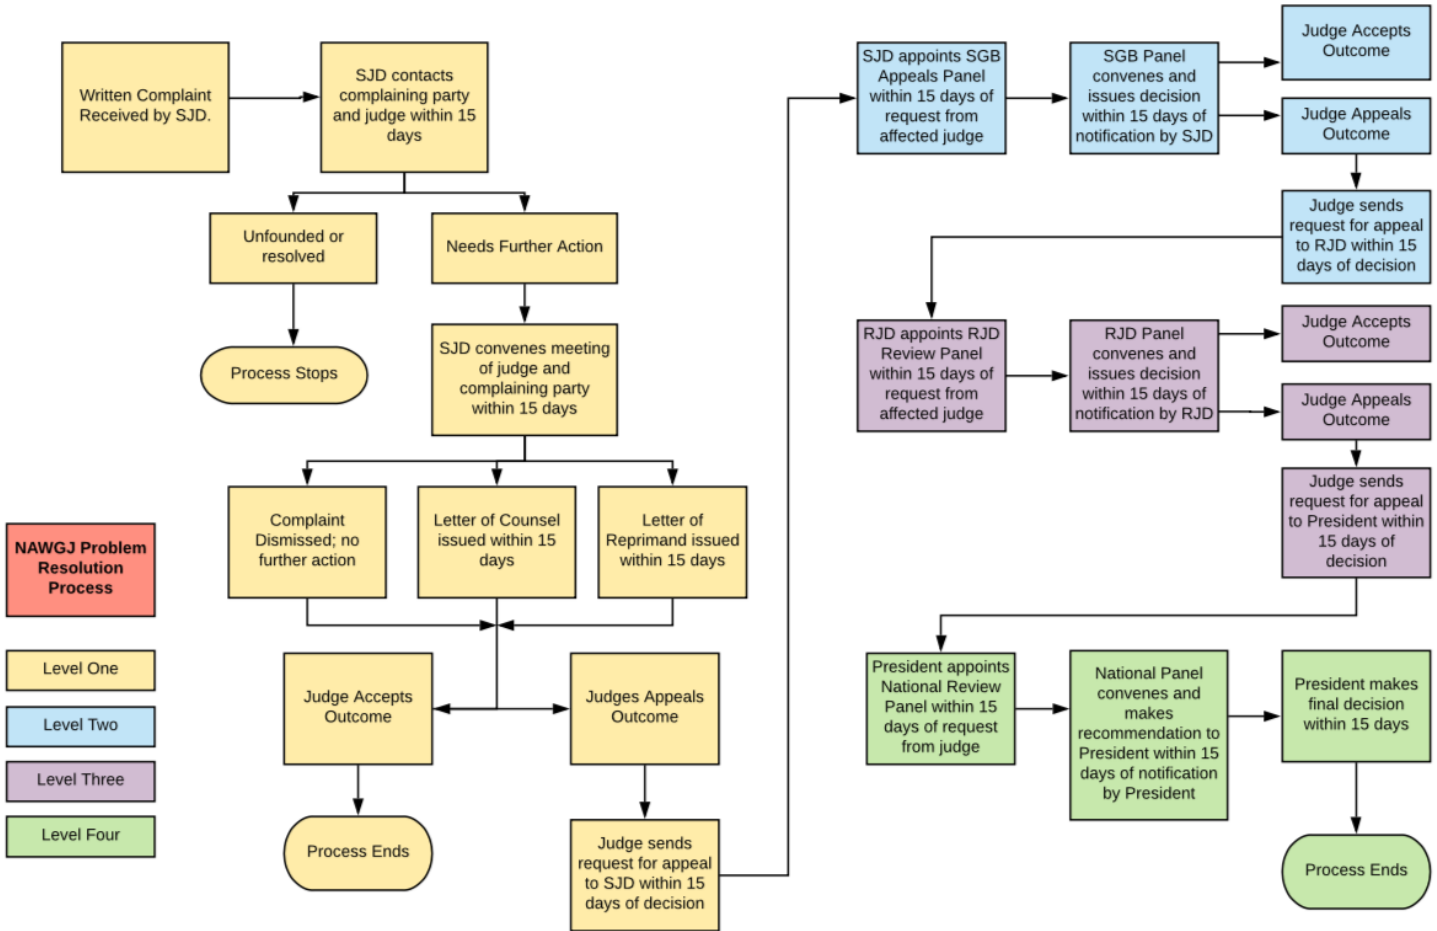 Written Complaint
Received by SJD.
SJD contacts
complaining party
and judge within 15
days
Unfounded or
resolved
Needs Further Action
Process Stops
SJD convenes meeting
of judge and
complaining party
within 15 days
Complaint
Dismissed; no
further action
Letter of Counsel
issued within 15
days
Letter of
Reprimand issued
within 15 days
Judge Accepts
Outcome
Judges Appeals
Outcome
Process Ends
Judge sends
request for appeal
to SJD within 15
days of decision
NAWGJ Problem
Resolution
Process
Level One
Level Two
Level Three
Level Four
SJD appoints SGB
Appeals Panel
within 15 days of
request from
affected judge
SGB Panel
convenes and
issues decision
within 15 days of
notification by SJD
Judge Accepts
Outcome
Judge Appeals
Outcome
Judge sends
request for appeal
to RJD within 15
days of decision
RJD appoints RJD
Review Panel
within 15 days of
request from
affected judge
RJD Panel
convenes and
issues decision
within 15 days of
notification by RJD
Judge Accepts
Outcome
Judge Appeals
Outcome
Judge sends
request for appeal
to President within
15 days of
decision
President appoints
National Review
Panel within 15
days of request
from judge
National Panel
convenes and
makes
recommendation to
President within 15
days of notification
by President
President makes
final decision
within 15 days
Process Ends